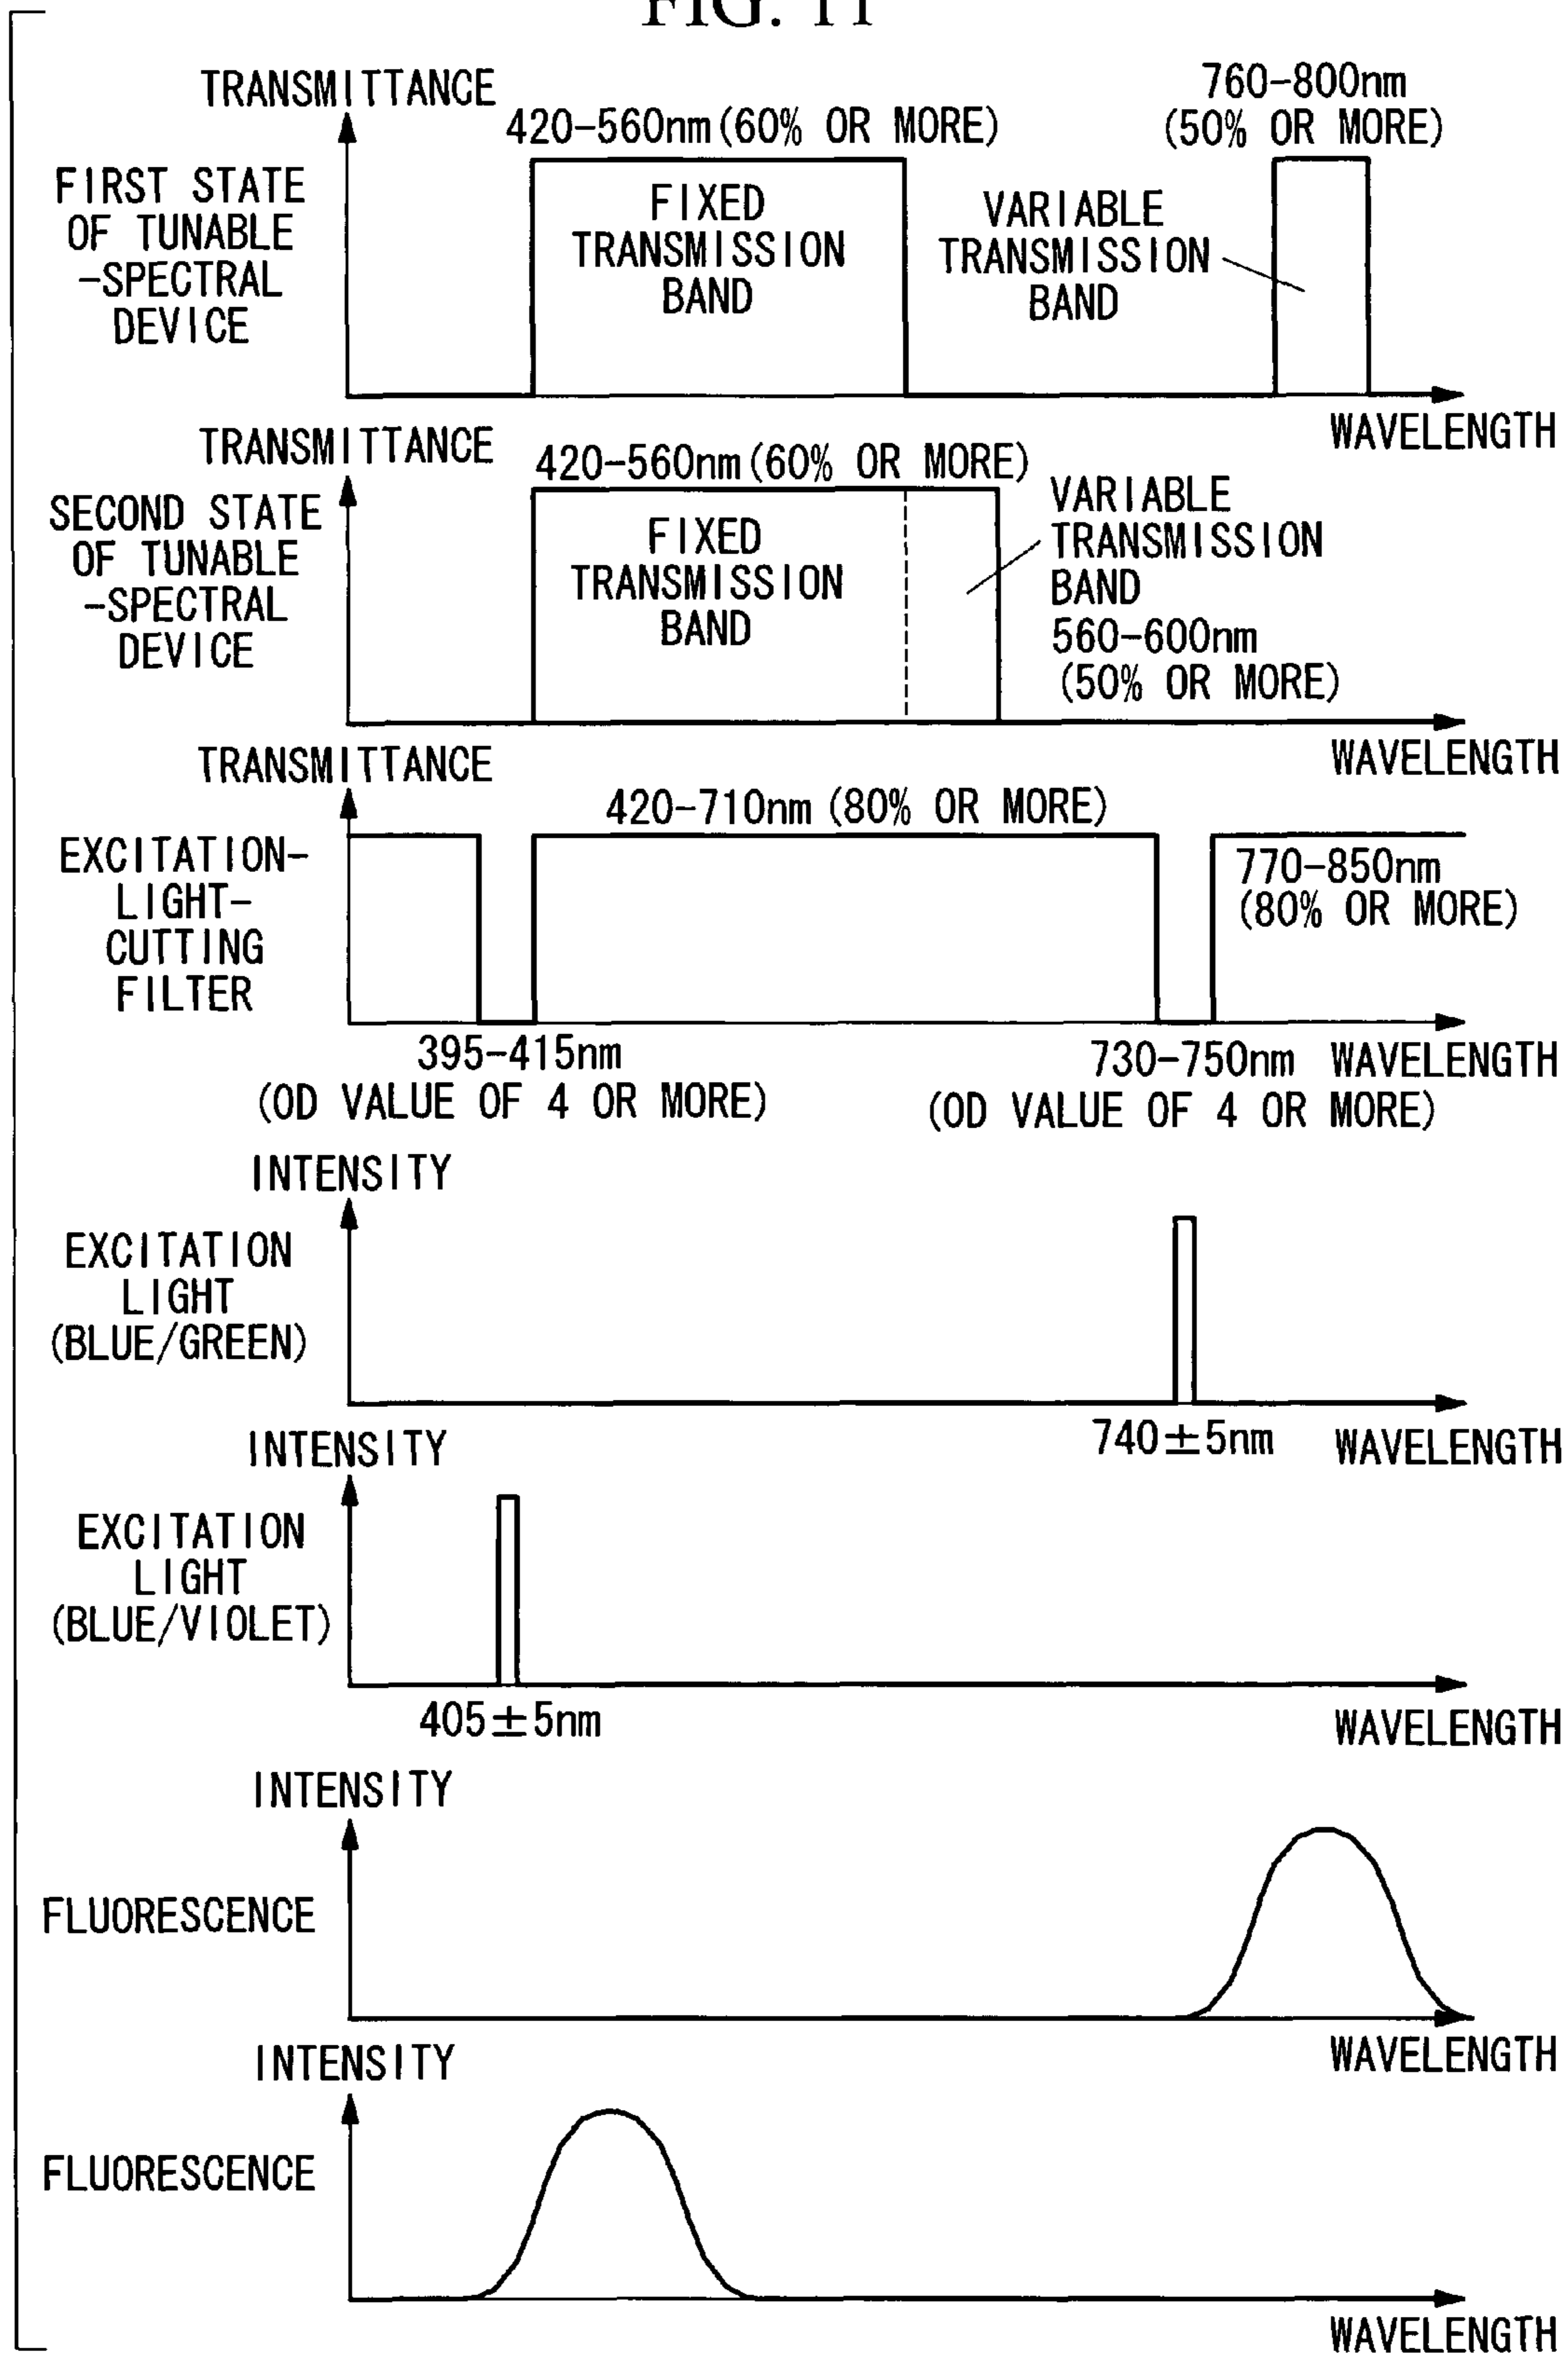 FIG. 11
TRANSMITTANCE
420-560nm (60% OR MORE)
760-800nm
(50% OR MORE)
FIRST STATE
OF TUNABLE
-SPECTRAL
DEVICE
FIXED
TRANSMISSION
BAND
VARIABLE
TRANSMISSION
BAND
WAVELENGTH
TRANSMITTANCE
420-560nm (60% OR MORE)
SECOND STATE
OF TUNABLE
-SPECTRAL
DEVICE
FIXED
TRANSMISSION
BAND
VARIABLE
TRANSMISSION
BAND
560-600nm
(50% OR MORE)
WAVELENGTH
TRANSMITTANCE
420-710nm (80% OR MORE)
EXCITATION-
LIGHT-
CUTTING
FILTER
770-850nm
(80% OR MORE)
395-415nm
(OD VALUE OF 4 OR MORE)
730-750nm
(OD VALUE OF 4 OR MORE)
WAVELENGTH
INTENSITY
EXCITATION
LIGHT
(BLUE/GREEN)
740±5nm
WAVELENGTH
INTENSITY
EXCITATION
LIGHT
(BLUE/VIOLET)
405±5nm
WAVELENGTH
INTENSITY
FLUORESCENCE
WAVELENGTH
INTENSITY
FLUORESCENCE
WAVELENGTH